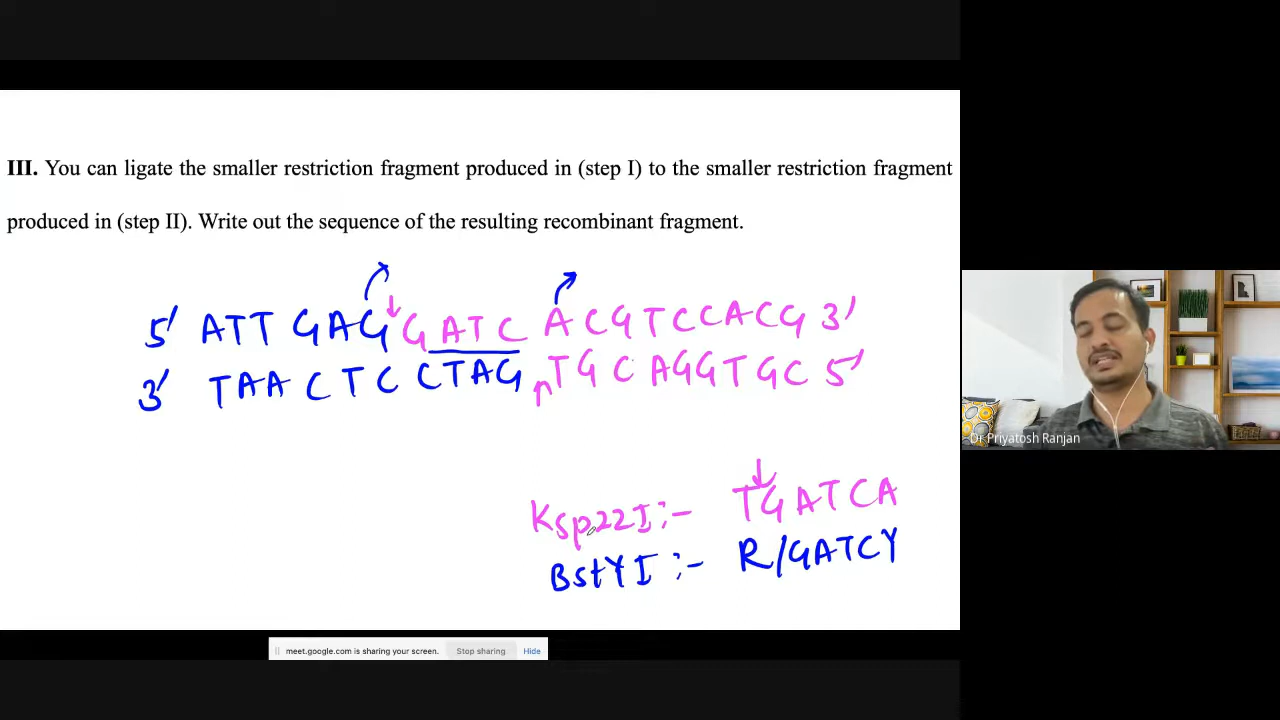 III. You can ligate the smaller restriction fragment produced in (step I) to the smaller restriction fragment
produced in (step II). Write out the sequence of the resulting recombinant fragment.
5' ATT GAG GATC ACGTCCACG 3'
3' TAA CTC CTAG TGC AGGTGC 5'
Ksp22I :- TGATCA
BstYI :- R/GATCY
Dr Priyatosh Ranjan
meet.google.com is sharing your screen. Stop sharing Hide